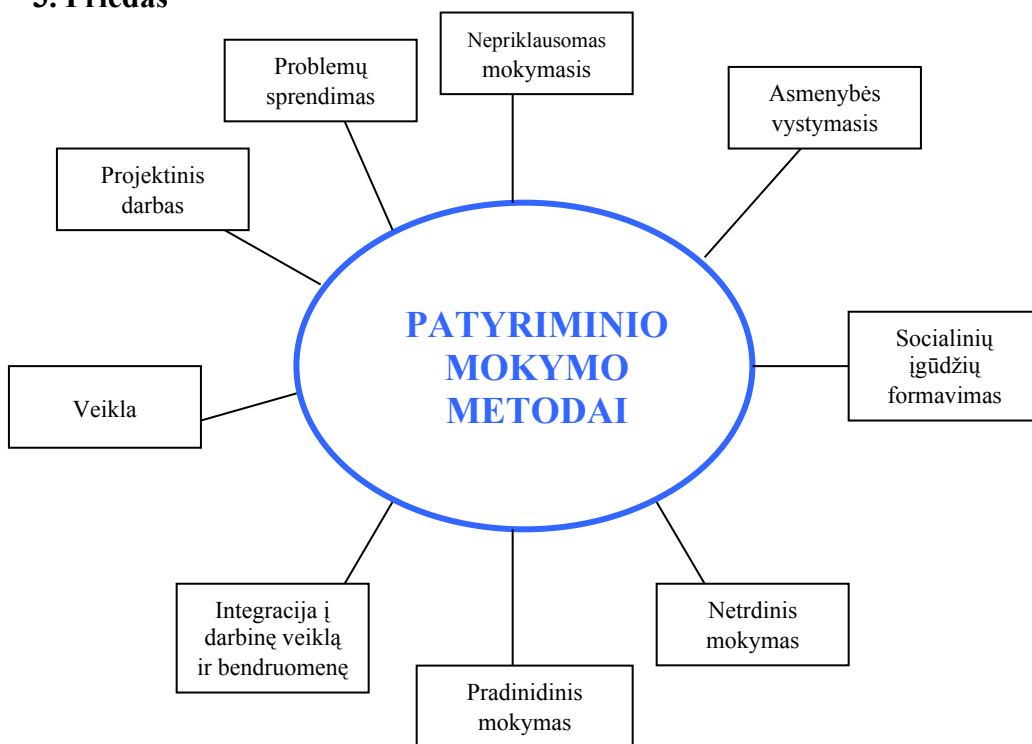 Priedas
Nepriklausomas
mokymasis
Problemų
sprendimas
Asmenybės
vystymasis
Projektinis
darbas
PATYRIMINIO
MOKYMO
METODAI
Socialinių
įgūdžių
formavimas
Veikla
Integracija į
darbinę veiklą
ir bendruomenę
Netrdinis
mokymas
Pradinidinis
mokymas